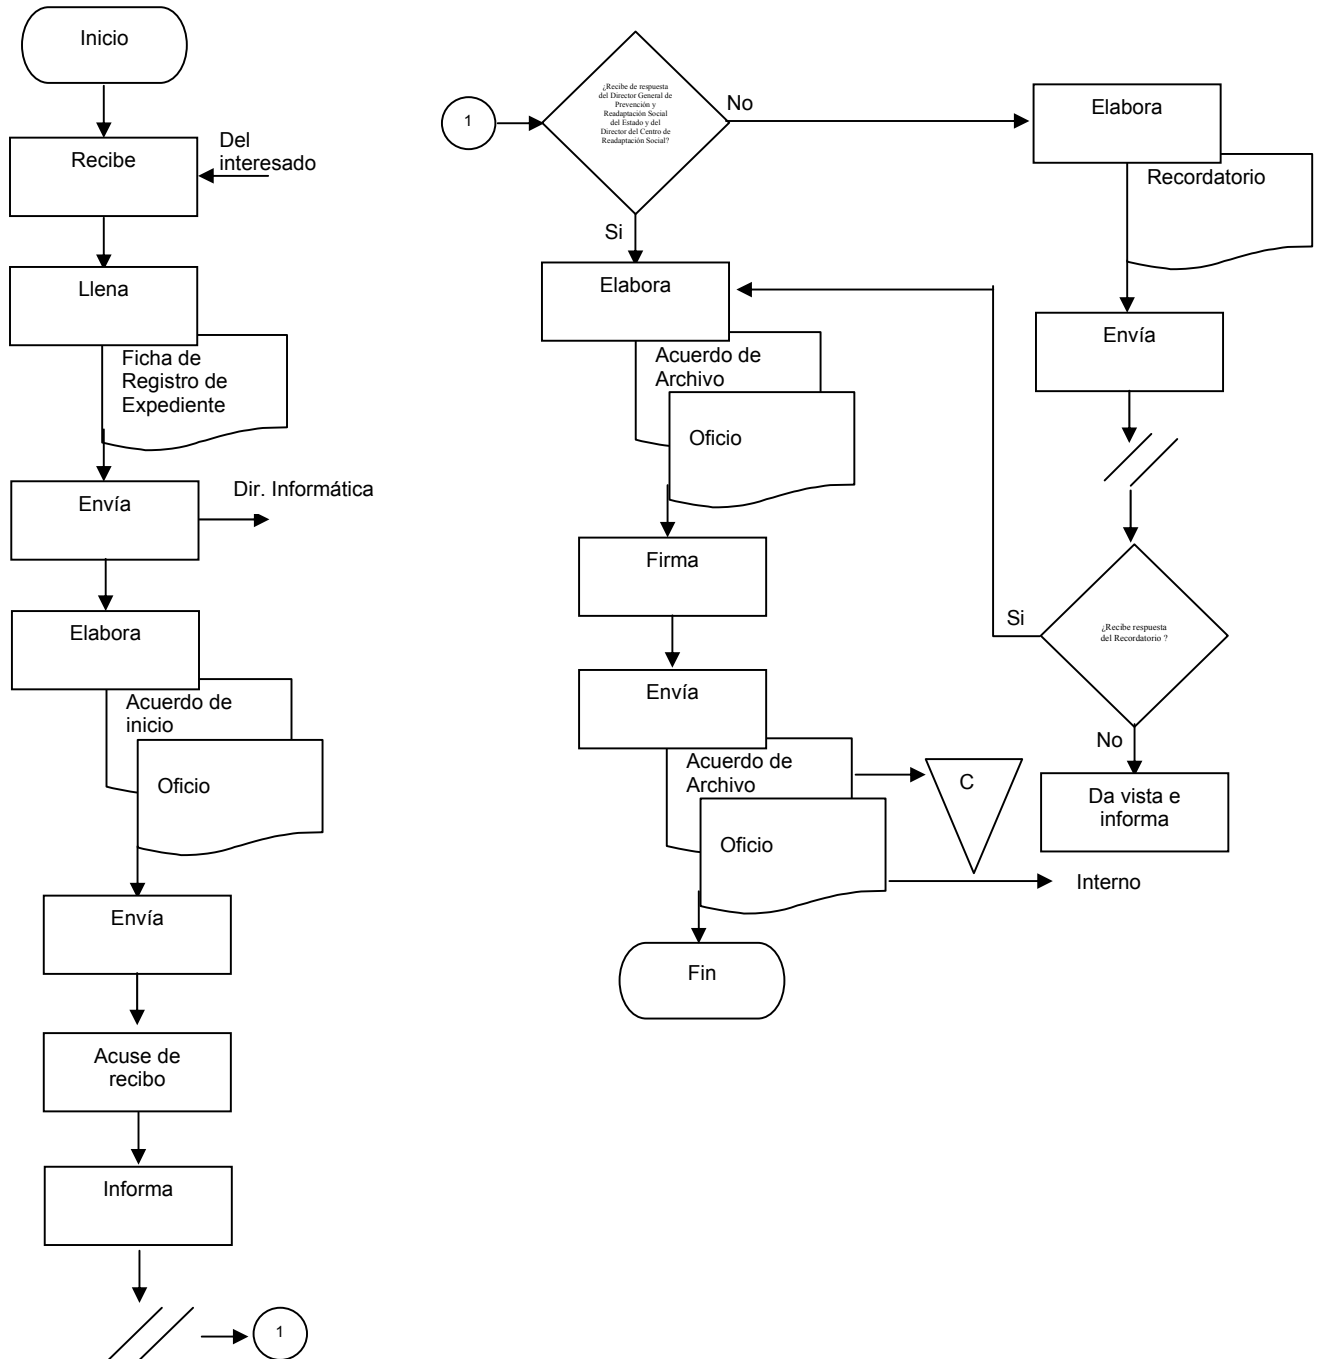 Inicio
Recibe
Del
interesado
Llena
Ficha de
Registro de
Expediente
Envía
Dir. Informática
Elabora
Acuerdo de
inicio
Oficio
Envía
Acuse de
recibo
Informa
1
1
¿Recibe de respuesta
del Director General de
Prevención y
Readaptación Social
del Estado y del
Director del Centro de
Readaptación Social?
No
Si
Elabora
Acuerdo de
Archivo
Oficio
Firma
Envía
Acuerdo de
Archivo
Oficio
C
Interno
Fin
Elabora
Recordatorio
Envía
¿Recibe respuesta
del Recordatorio ?
Si
No
Da vista e
informa